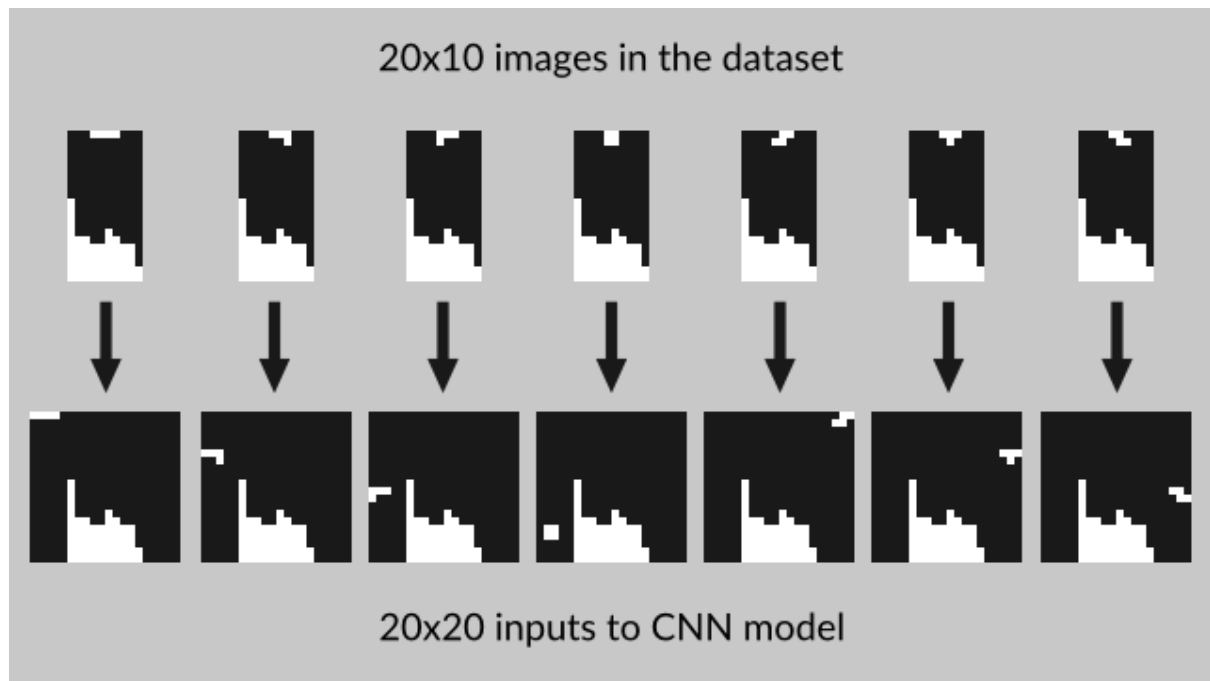 20x10 images in the dataset
20x20 inputs to CNN model